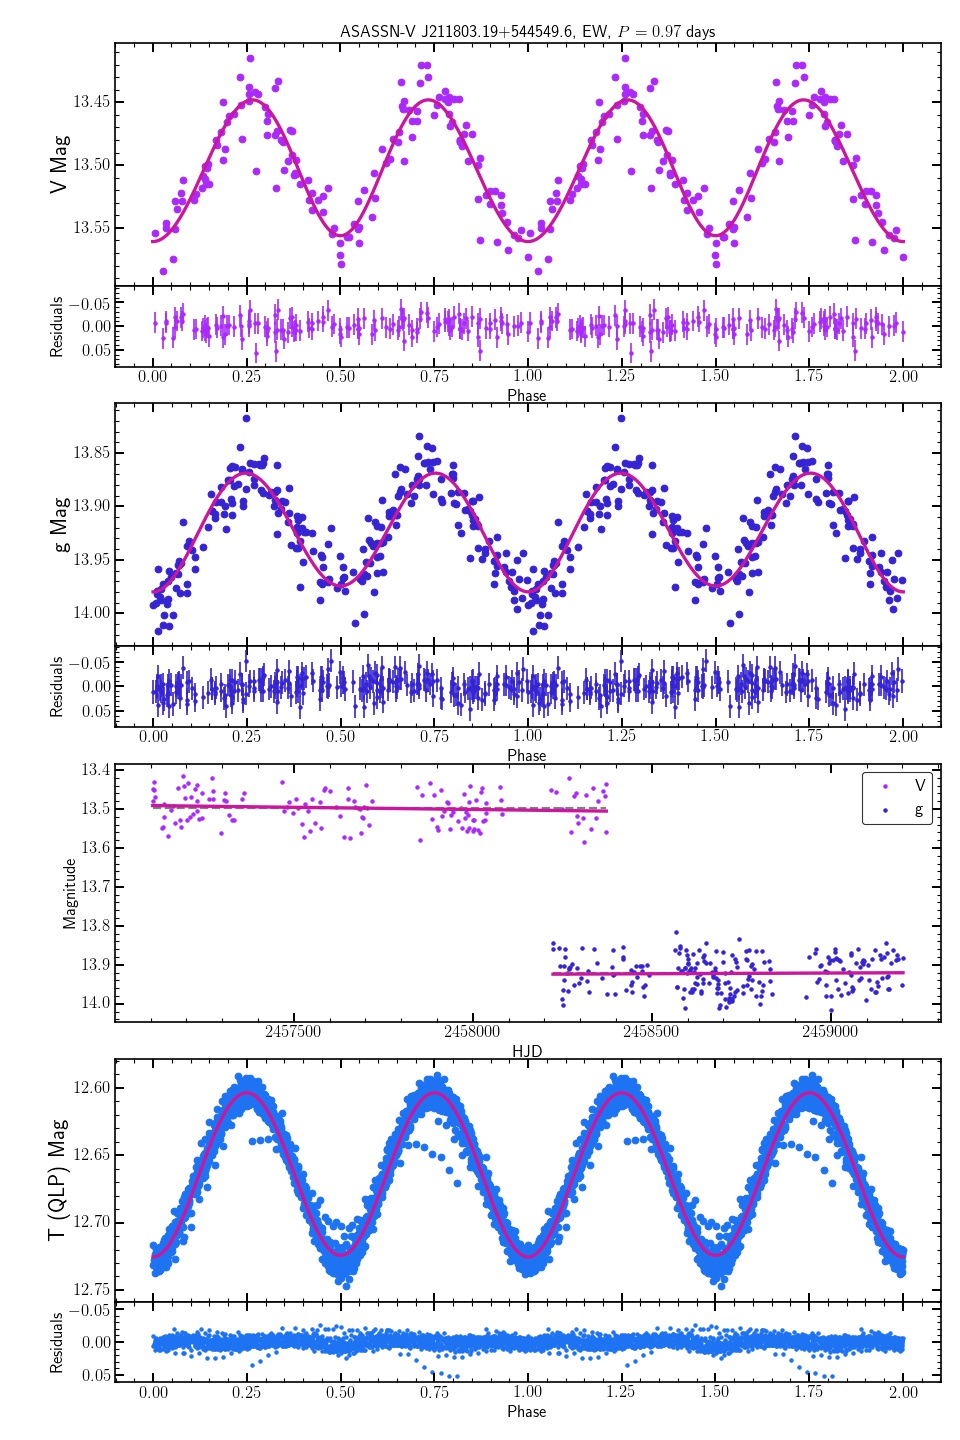 ASASSN-V J211803.19+544549.6, EW, P = 0.97 days
V Mag
13.45
13.50
13.55
Residuals
−0.05
0.00
0.05
0.00 0.25 0.50 0.75 1.00 1.25 1.50 1.75 2.00
Phase
g Mag
13.85
13.90
13.95
14.00
Residuals
−0.05
0.00
0.05
0.00 0.25 0.50 0.75 1.00 1.25 1.50 1.75 2.00
Phase
Magnitude
13.4
13.5
13.6
13.7
13.8
13.9
14.0
V
g
2457500 2458000 2458500 2459000
HJD
T (QLP) Mag
12.60
12.65
12.70
12.75
Residuals
−0.05
0.00
0.05
0.00 0.25 0.50 0.75 1.00 1.25 1.50 1.75 2.00
Phase